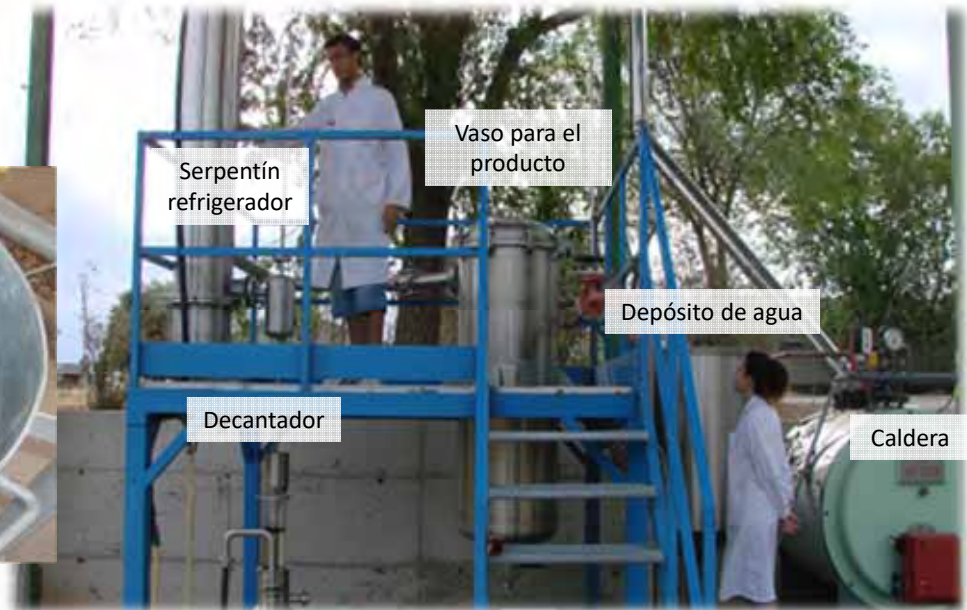 Vaso para el
producto
Serpentín
refrigerador
Depósito de agua
Decantador
Caldera